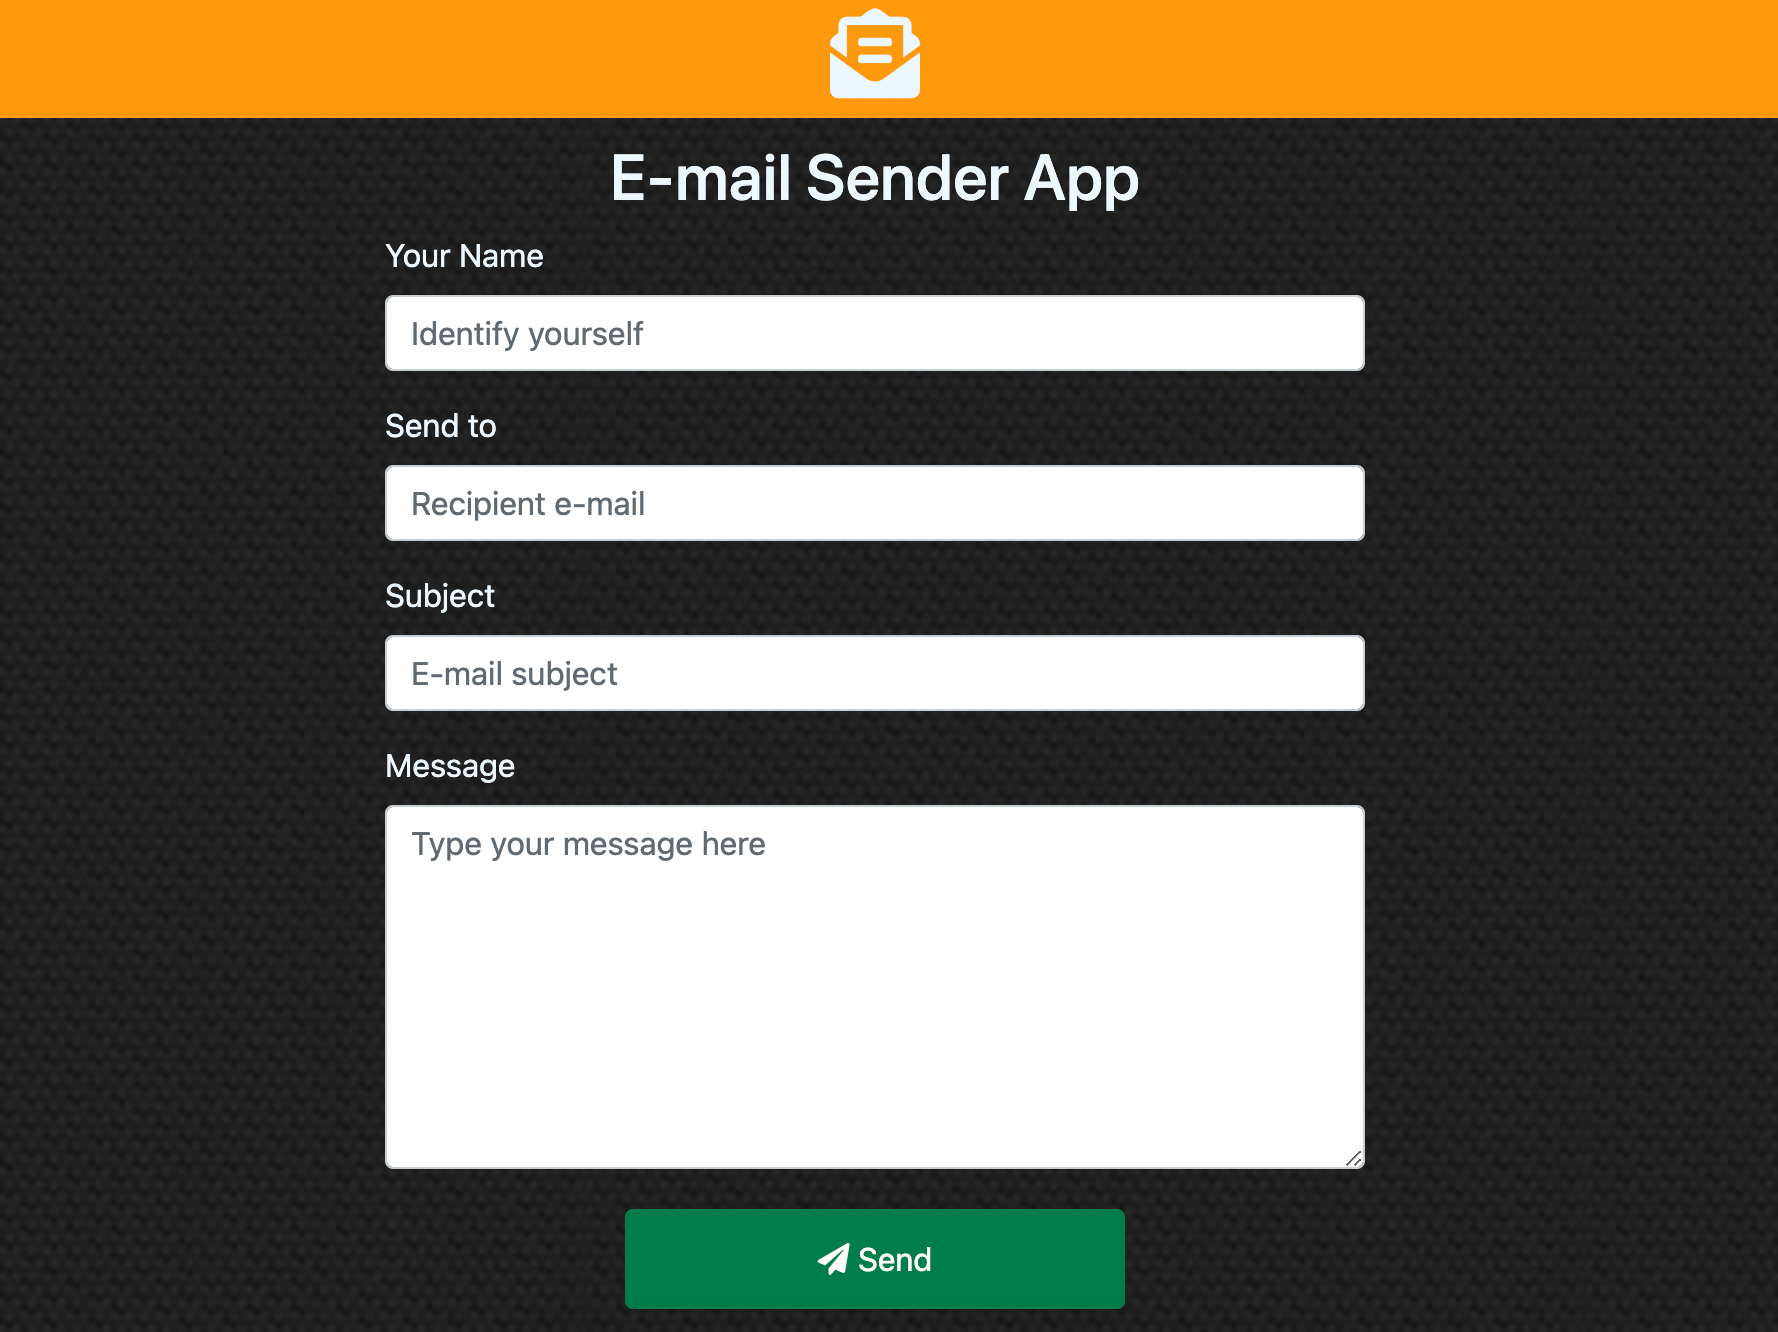 E-mail Sender App
Your Name
Identify yourself
Send to
Recipient e-mail
Subject
E-mail subject
Message
Type your message here
Send